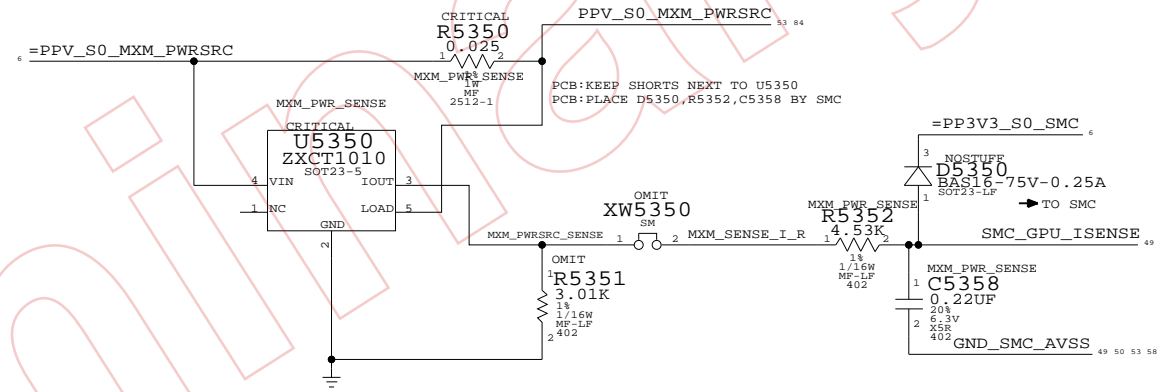 CRITICAL
R5350
0.025
1 2
1%
1W
MF
2512-1
MXM_PWR_SENSE
PPV_S0_MXM_PWRSRC
53 84
=PPV_S0_MXM_PWRSRC
6
PCB:KEEP SHORTS NEXT TO U5350
PCB:PLACE D5350,R5352,C5358 BY SMC
MXM_PWR_SENSE
CRITICAL
U5350
ZXCT1010
SOT23-5
4 VIN IOUT 3
1 NC LOAD 5
GND
2
=PP3V3_S0_SMC
6
3
NOSTUFF
D5350
BAS16-75V-0.25A
SOT23-LF
1
TO SMC
OMIT
XW5350
SM
MXM_PWRSRC_SENSE
1 2
MXM_SENSE_I_R
MXM_PWR_SENSE
R5352
4.53K
1 2
1%
1/16W
MF-LF
402
SMC_GPU_ISENSE
49
OMIT
1
R5351
3.01K
1%
1/16W
MF-LF
402
2
MXM_PWR_SENSE
1
C5358
0.22UF
20%
6.3V
X5R
402
2
GND_SMC_AVSS
49 50 53 58